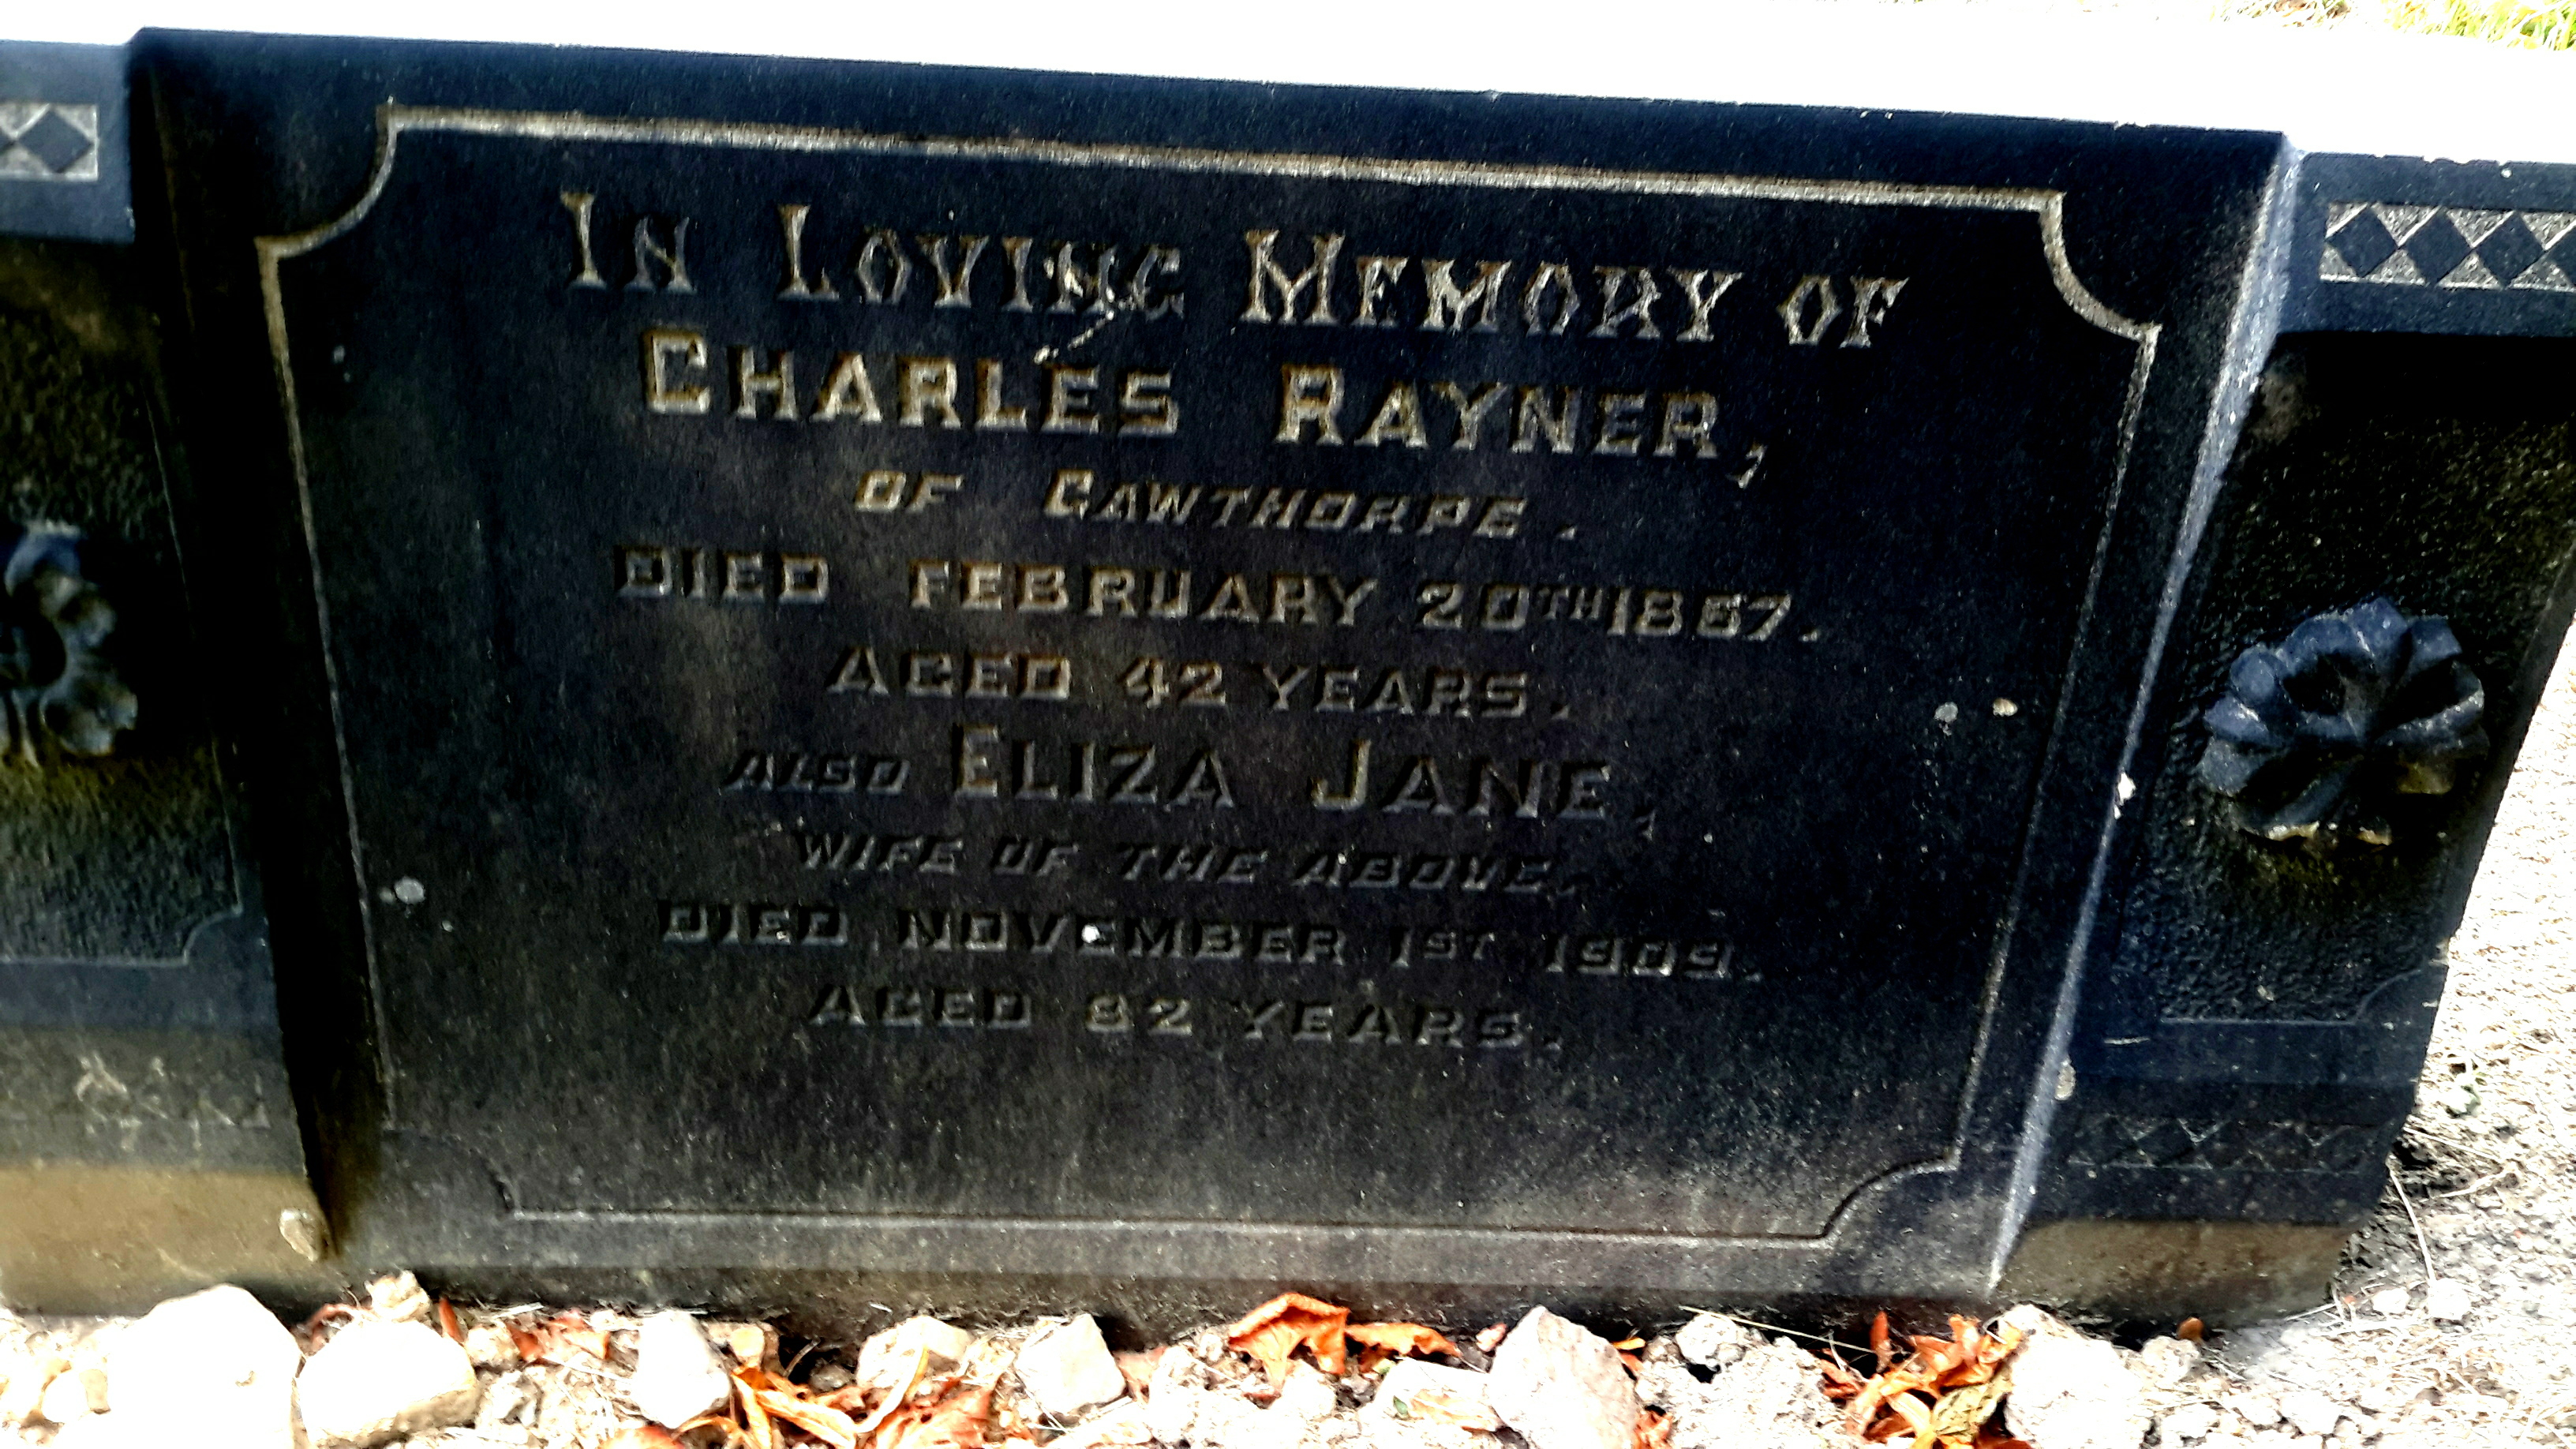 IN LOVING MEMORY OF
CHARLES RAYNER,
OF GAWTHORPE.
DIED FEBRUARY 20TH 1867.
AGED 42 YEARS.
ALSO ELIZA JANE,
WIFE OF THE ABOVE.
DIED NOVEMBER 1ST 1909.
AGED 82 YEARS.